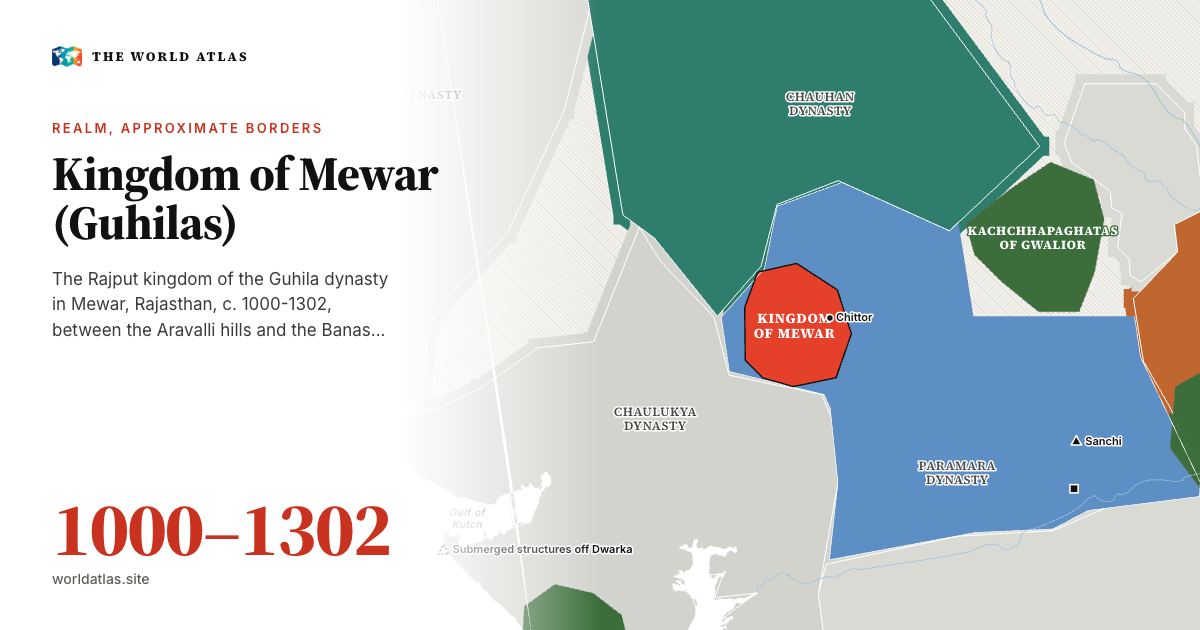 THE WORLD ATLAS
REALM, APPROXIMATE BORDERS
Kingdom of Mewar
(Guhilas)
The Rajput kingdom of the Guhila dynasty
in Mewar, Rajasthan, c. 1000-1302,
between the Aravalli hills and the Banas...
1000–1302
worldatlas.site
DYNASTY
CHAUHAN
DYNASTY
KACHCHHAPAGHATAS
OF GWALIOR
KINGDOM
OF MEWAR
Chittor
CHAULUKYA
DYNASTY
PARAMARA
DYNASTY
Sanchi
Gulf of
Kutch
Submerged structures off Dwarka